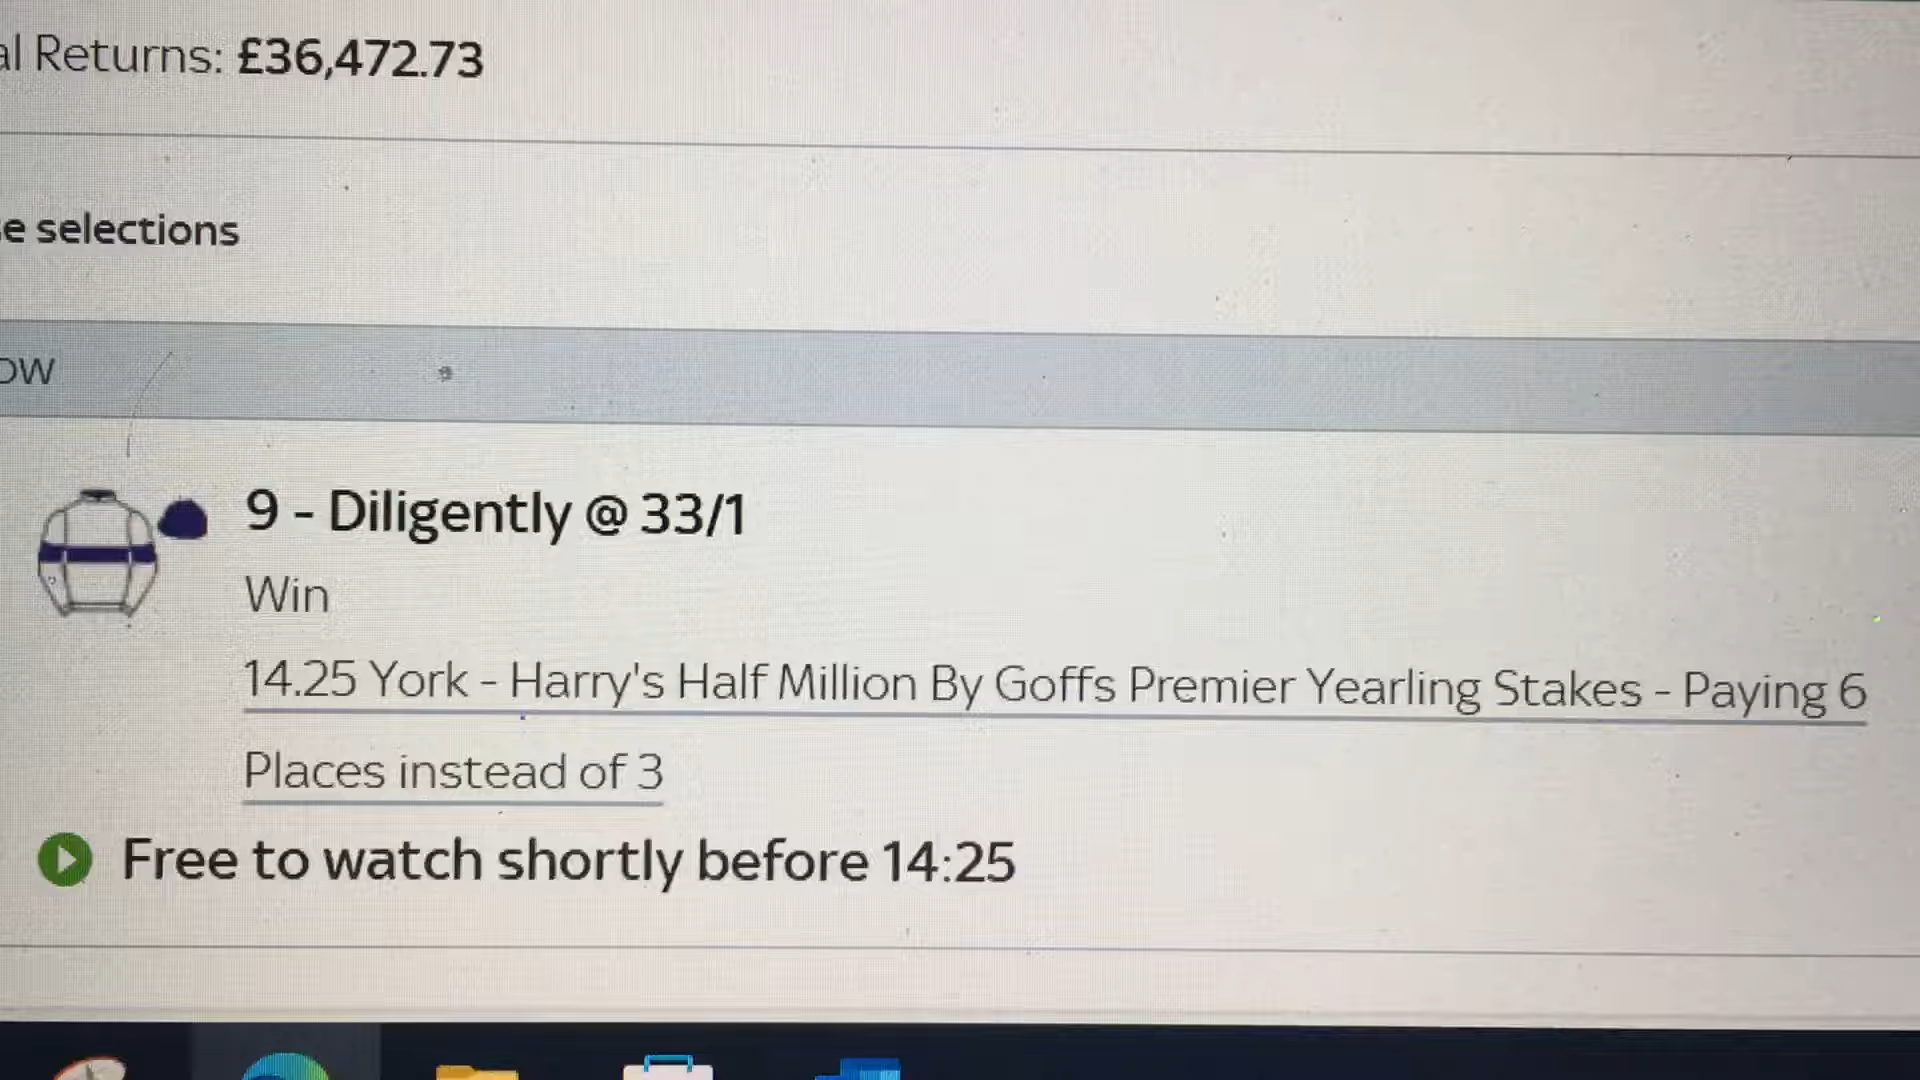 al Returns: £36,472.73
e selections
ow
9 - Diligently @ 33/1
Win
14.25 York - Harry's Half Million By Goffs Premier Yearling Stakes - Paying 6
Places instead of 3
Free to watch shortly before 14:25